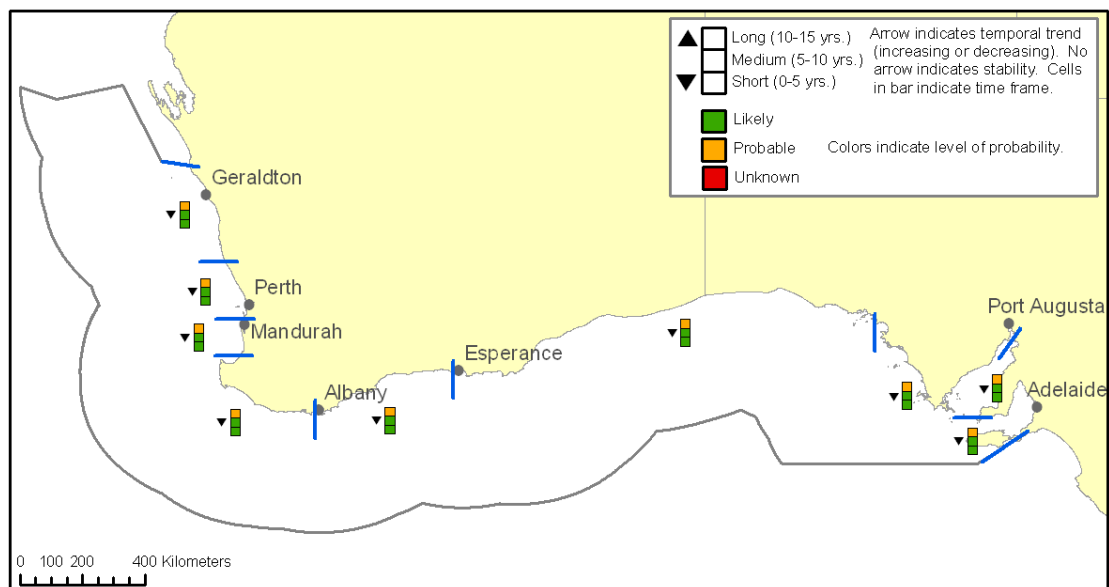 Long (10-15 yrs.)
Medium (5-10 yrs.)
Short (0-5 yrs.)
Arrow indicates temporal trend
(increasing or decreasing). No
arrow indicates stability. Cells
in bar indicate time frame.
Likely
Probable
Colors indicate level of probability.
Unknown
Geraldton
Perth
Mandurah
Albany
Esperance
Port Augusta
Adelaide
0 100 200 400 Kilometers